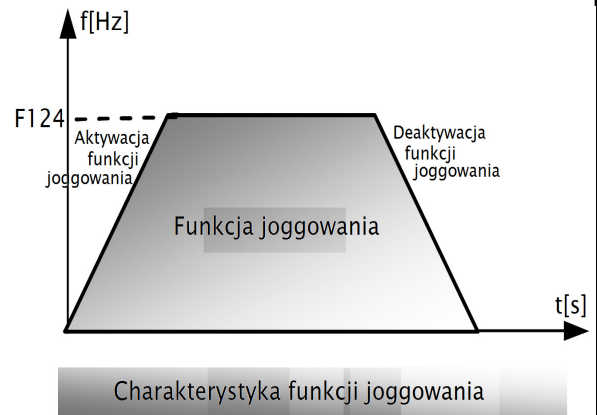 f[Hz]
F124
Aktywacja
funkcji
joggowania
Deaktywacja
funkcji
joggowania
Funkcja joggowania
t[s]
Charakterystyka funkcji joggowania